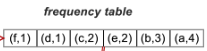 frequency table
(f,1) (d,1) (c,2) (e,2) (b,3) (a,4)